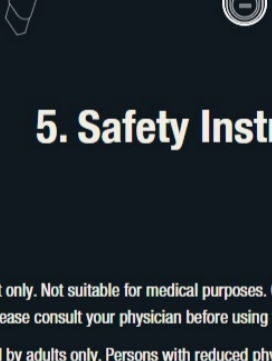 5. Safety Instr
t only. Not suitable for medical purposes.
ease consult your physician before using
l by adults only. Persons with reduced ph